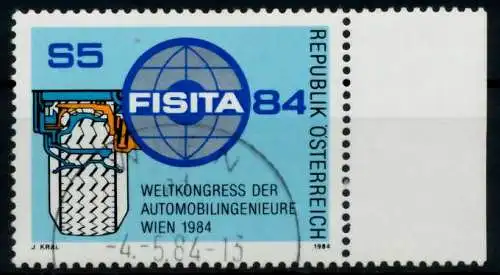 S5
FISITA 84
REPUBLIK ÖSTERREICH
WELTKONGRESS DER
AUTOMOBILINGENIEURE
WIEN 1984
-4.-5.84-13
J. KRAL
1984